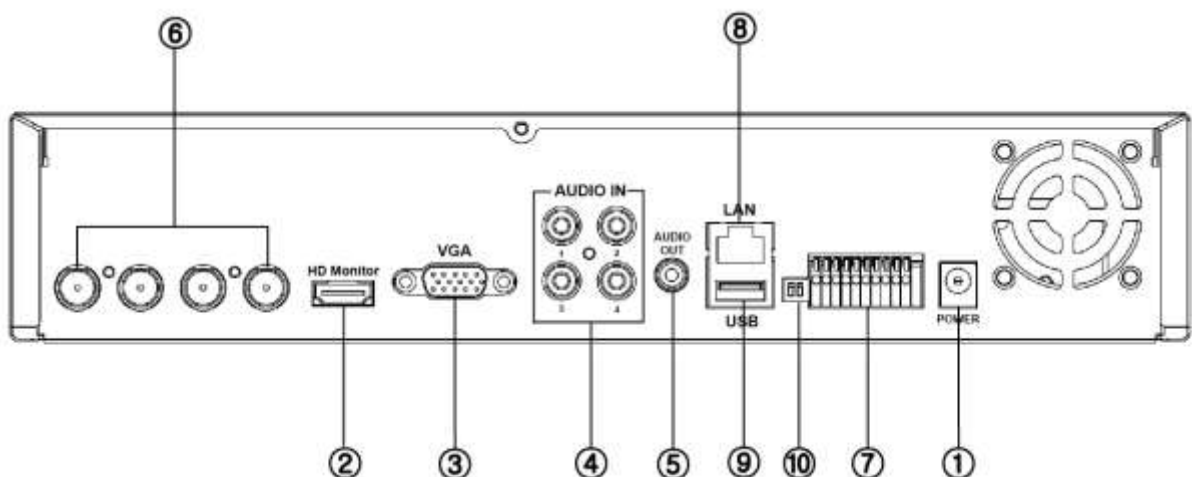 ⑥ ⑧
AUDIO IN
LAN
HD Monitor
VGA
1 2
3 4
AUDIO
OUT
USB
POWER
② ③ ④ ⑤ ⑨ ⑩ ⑦ ①